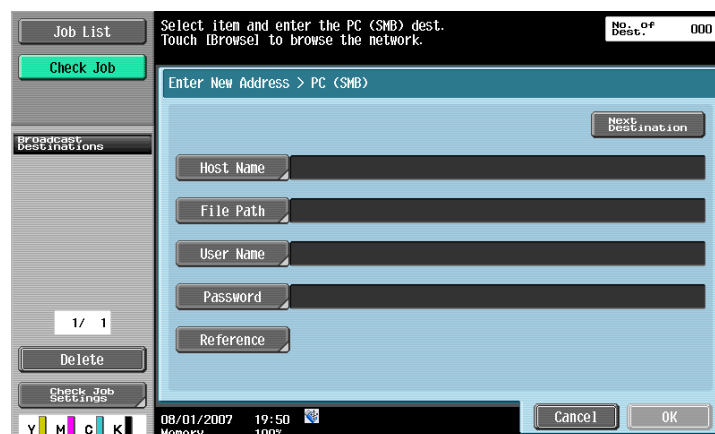 Job List
Check Job
Broadcast
Destinations
1/ 1
Delete
Check Job
Settings
Y M C K
Select item and enter the PC (SMB) dest.
Touch [Browse] to browse the network.
No. of
Dest. 000
Enter New Address > PC (SMB)
Next
Destination
Host Name
File Path
User Name
Password
Reference
08/01/2007 19:50
Memory 100%
Cancel
OK